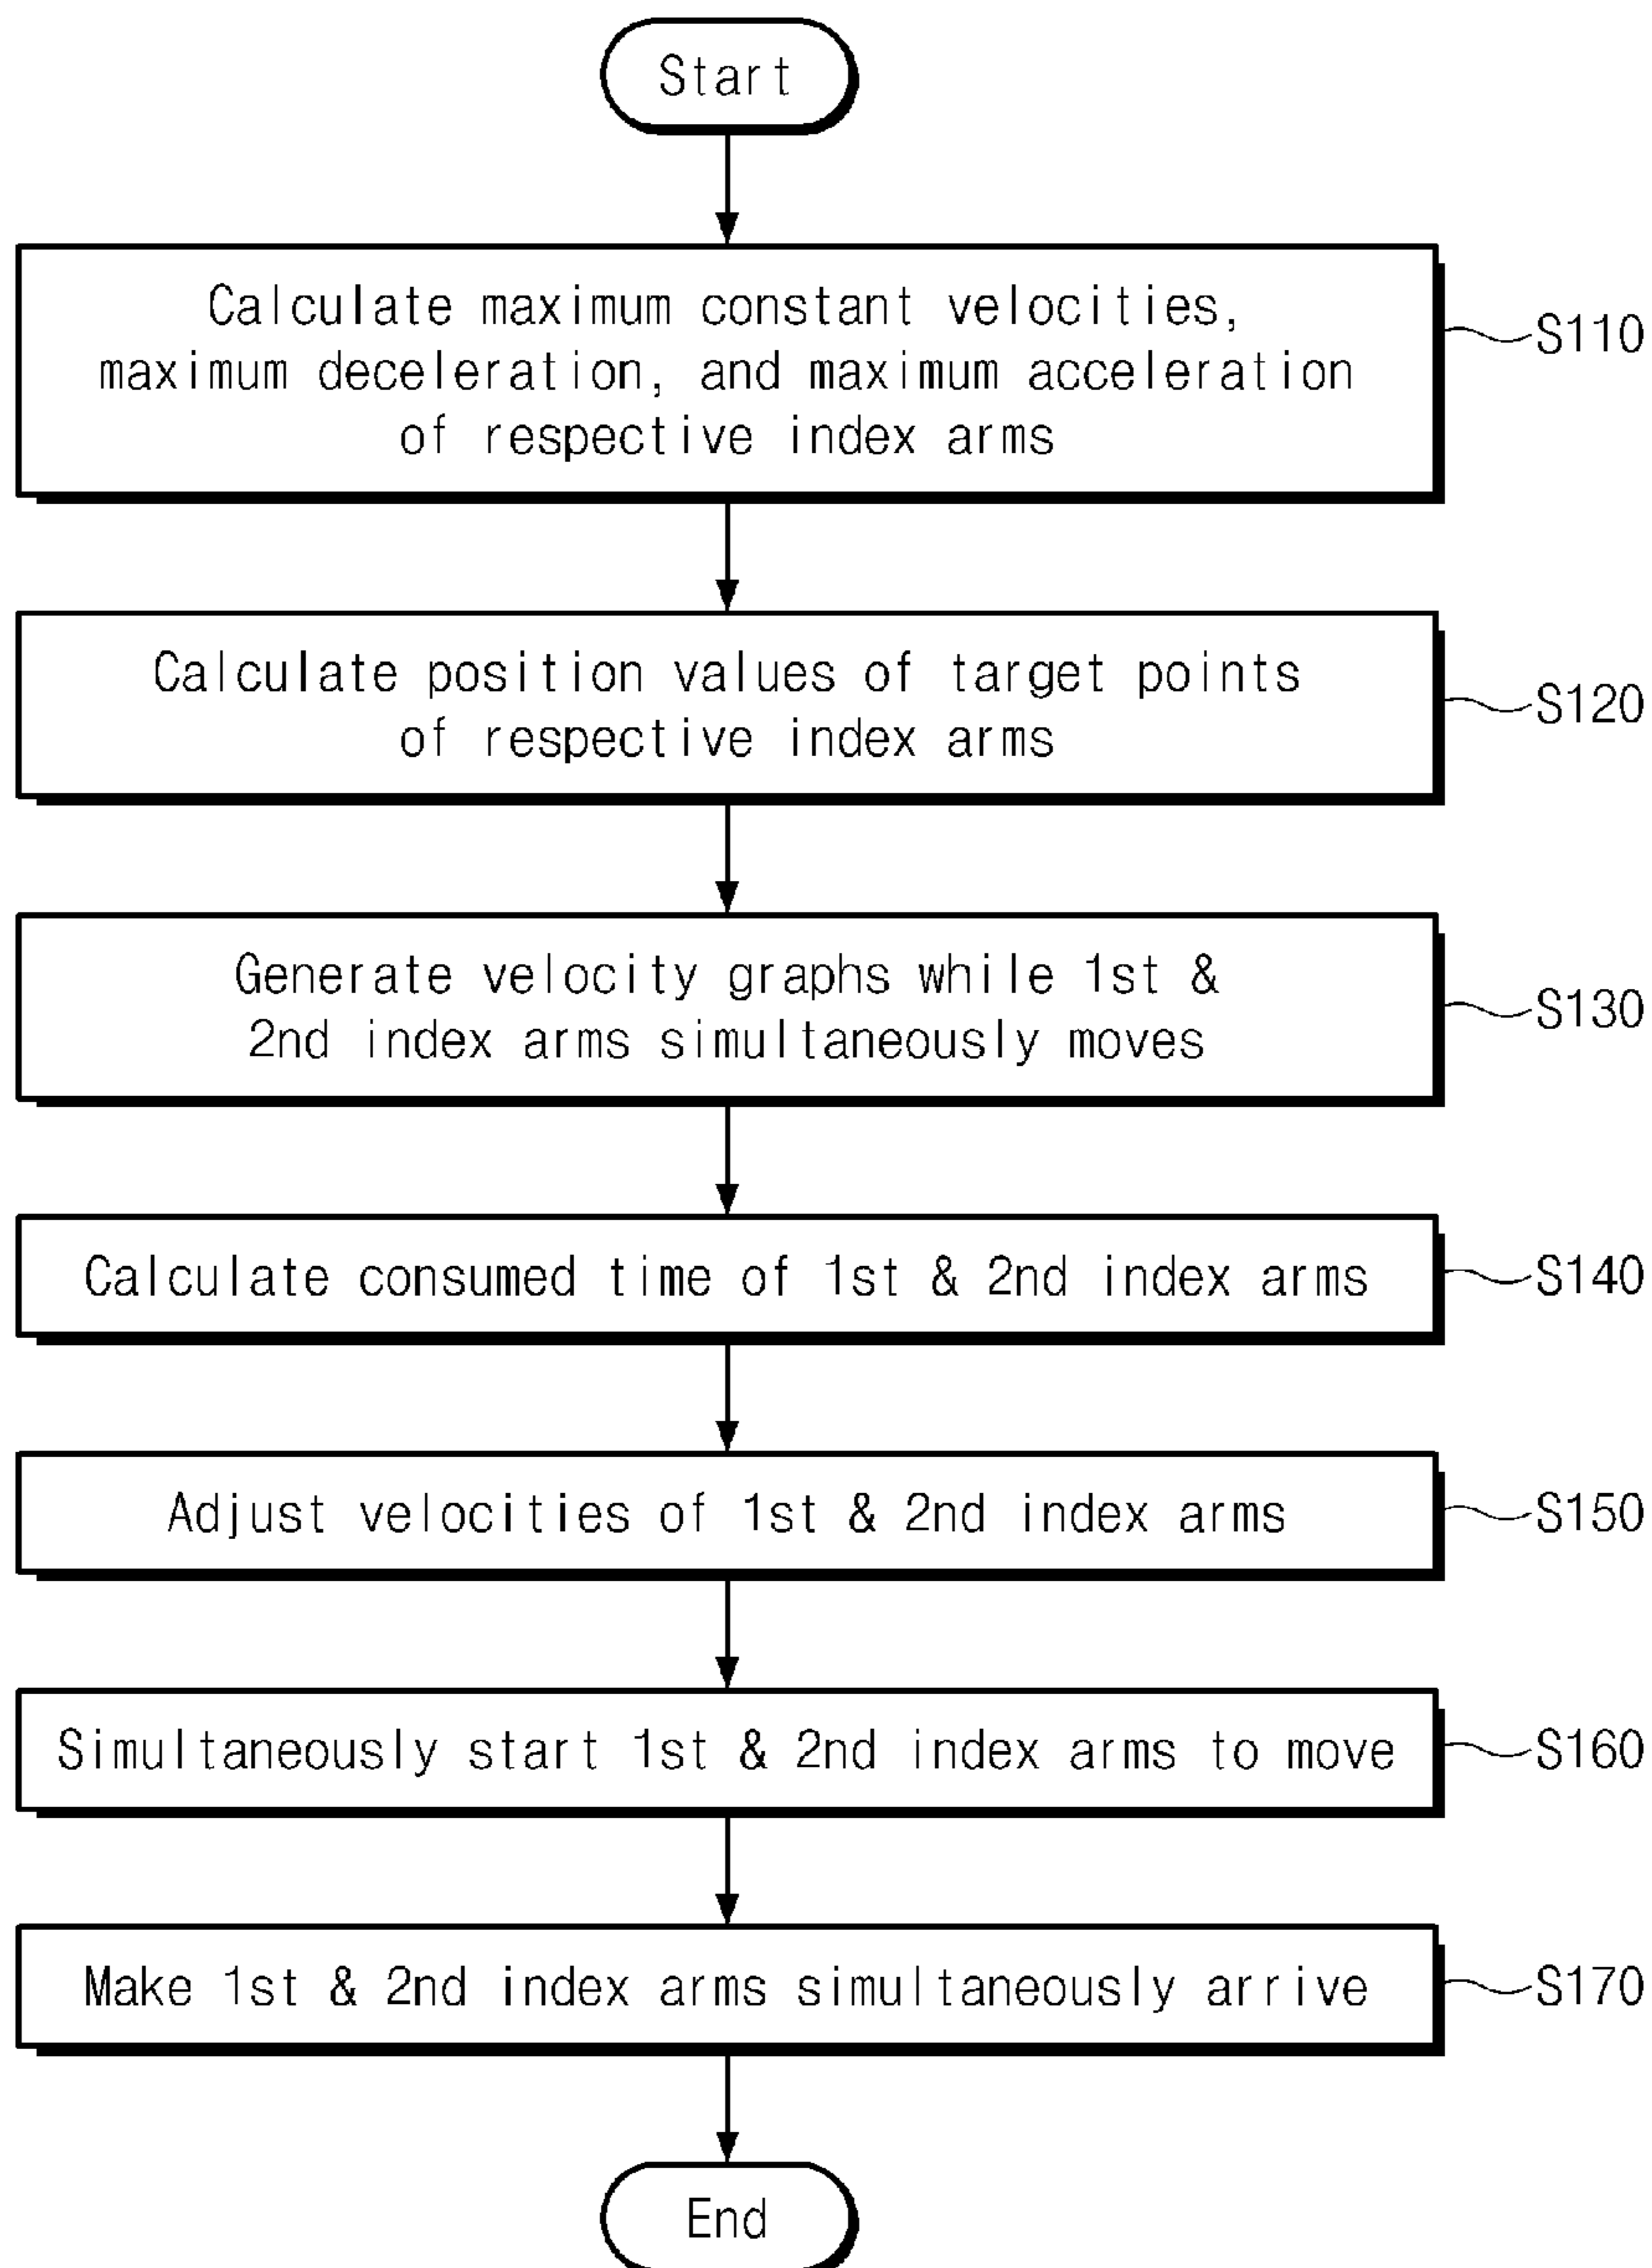 Start
Calculate maximum constant velocities,
maximum deceleration, and maximum acceleration
of respective index arms
S110
Calculate position values of target points
of respective index arms
S120
Generate velocity graphs while 1st &
2nd index arms simultaneously moves
S130
Calculate consumed time of 1st & 2nd index arms
S140
Adjust velocities of 1st & 2nd index arms
S150
Simultaneously start 1st & 2nd index arms to move
S160
Make 1st & 2nd index arms simultaneously arrive
S170
End